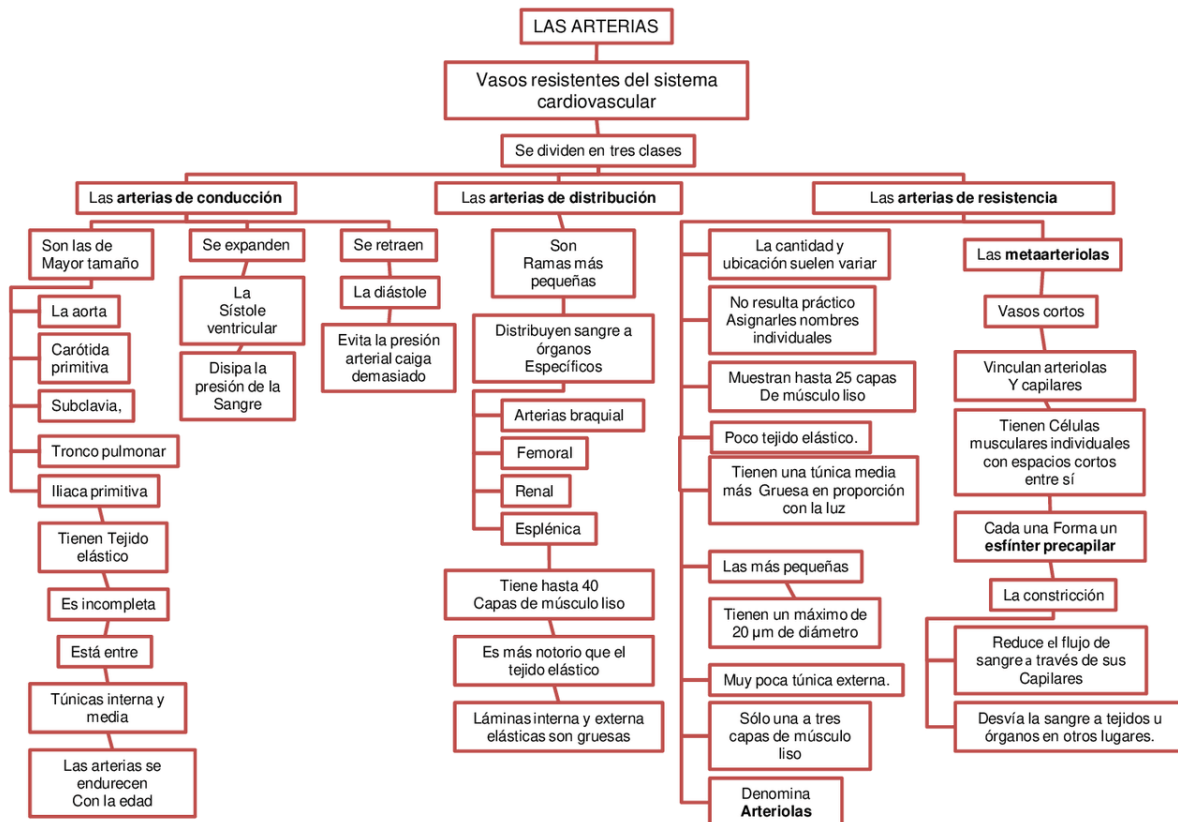 LAS ARTERIAS
Vasos resistentes del sistema
cardiovascular
Se dividen en tres clases
Las arterias de conducción
Son las de
Mayor tamaño
La aorta
Carótida
primitiva
Subclavia,
Tronco pulmonar
Iliaca primitiva
Tienen Tejido
elástico
Es incompleta
Está entre
Túnicas interna y
media
Las arterias se
endurecen
Con la edad
Se expanden
La
Sístole
ventricular
Disipa la
presión de la
Sangre
Se retraen
La diástole
Evita la presión
arterial caiga
demasiado
Las arterias de distribución
Son
Ramas más
pequeñas
Distribuyen sangre a
órganos
Específicos
Arterias braquial
Femoral
Renal
Esplénica
Tiene hasta 40
Capas de músculo liso
Es más notorio que el
tejido elástico
Láminas interna y externa
elásticas son gruesas
Las arterias de resistencia
La cantidad y
ubicación suelen variar
No resulta práctico
Asignarles nombres
individuales
Muestran hasta 25 capas
De músculo liso
Poco tejido elástico.
Tienen una túnica media
más Gruesa en proporción
con la luz
Las más pequeñas
Tienen un máximo de
20 µm de diámetro
Muy poca túnica externa.
Sólo una a tres
capas de músculo
liso
Denomina
Arteriolas
Las metaarteriolas
Vasos cortos
Vinculan arteriolas
Y capilares
Tienen Células
musculares individuales
con espacios cortos
entre sí
Cada una Forma un
esfínter precapilar
La constricción
Reduce el flujo de
sangre a través de sus
Capilares
Desvía la sangre a tejidos u
órganos en otros lugares.